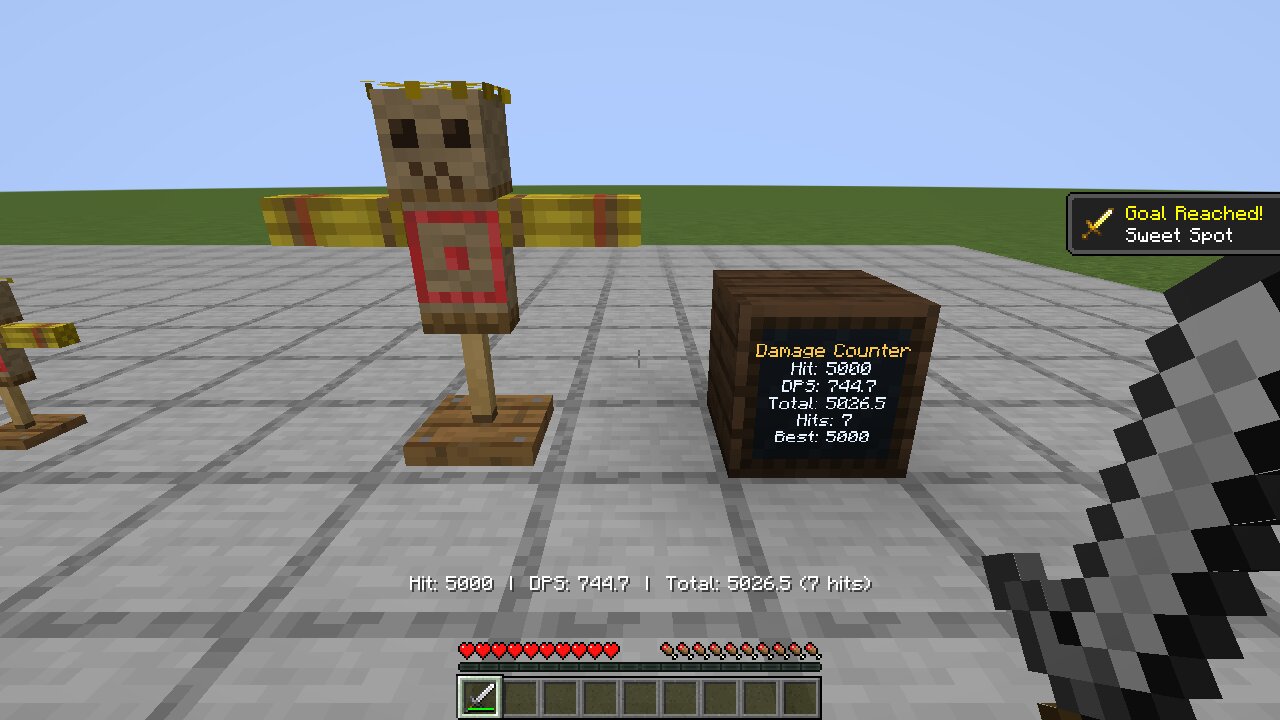 Goal Reached!
Sweet Spot
Damage Counter
Hit: 5000
DPS: 744.7
Total: 5026.5
Hits: 7
Best: 5000
Hit: 5000 | DPS: 744.7 | Total: 5026.5 (7 hits)